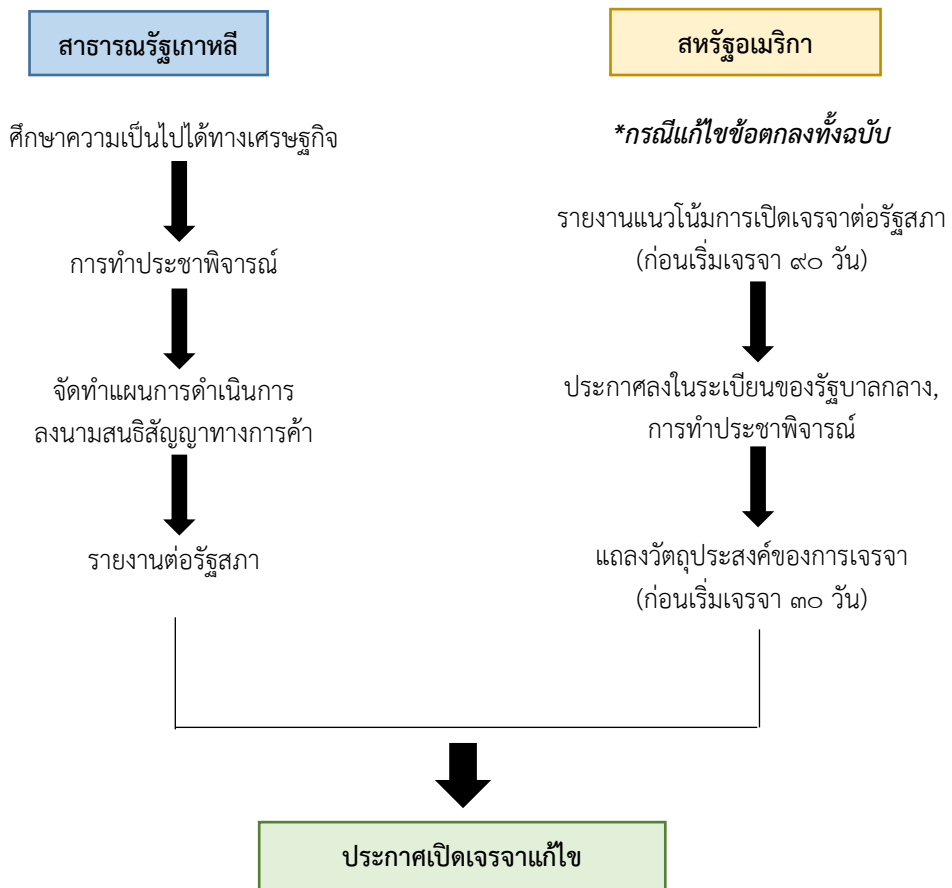 สาธารณรัฐเกาหลี
ศึกษาความเป็นไปได้ทางเศรษฐกิจ
การทำประชาพิจารณ์
จัดทำแผนการดำเนินการ
ลงนามสนธิสัญญาทางการค้า
รายงานต่อรัฐสภา
สหรัฐอเมริกา
*กรณีแก้ไขข้อตกลงทั้งฉบับ
รายงานแนวโน้มการเปิดเจรจาต่อรัฐสภา
(ก่อนเริ่มเจรจา ๙๐ วัน)
ประกาศลงในระเบียนของรัฐบาลกลาง,
การทำประชาพิจารณ์
แถลงวัตถุประสงค์ของการเจรจา
(ก่อนเริ่มเจรจา ๓๐ วัน)
ประกาศเปิดเจรจาแก้ไข